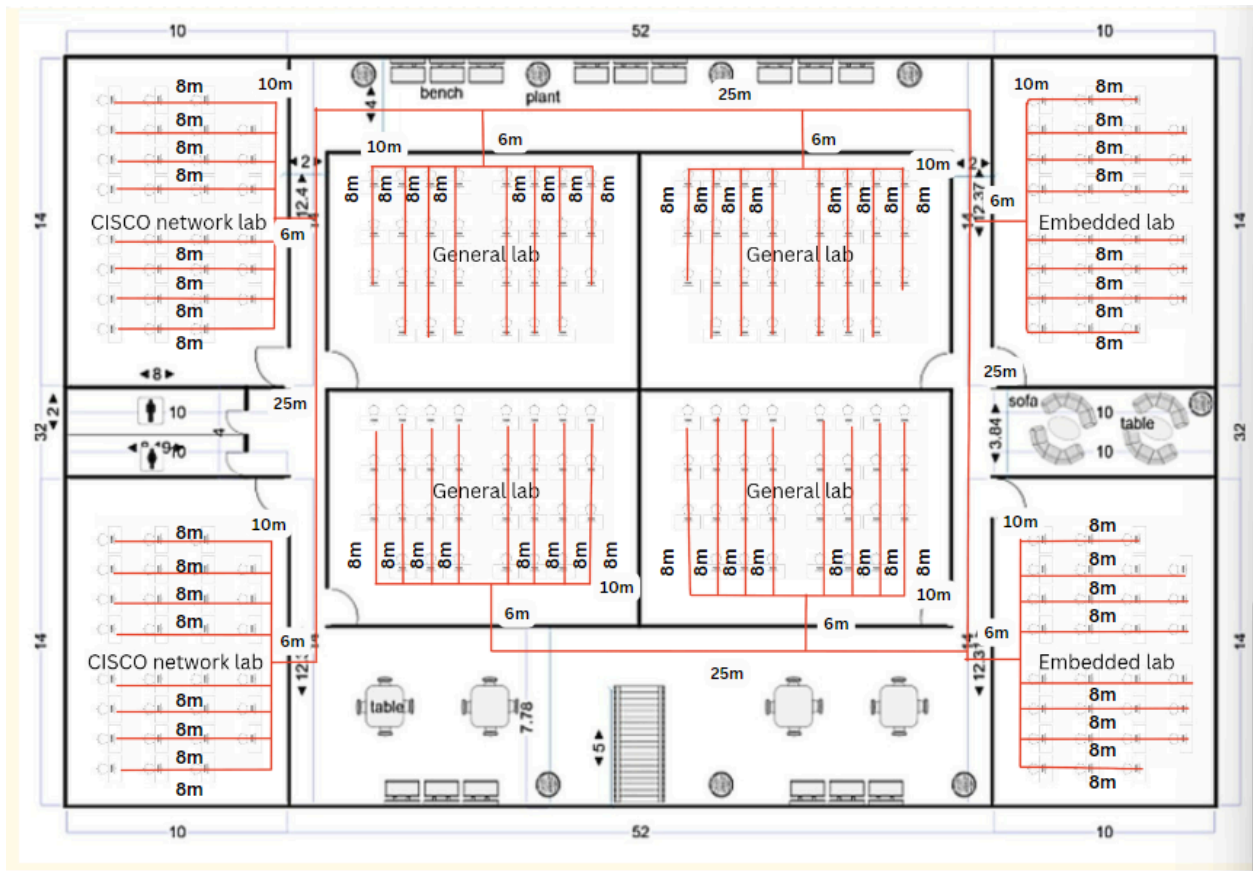 10 52 10
8m 10m 25m 10m 8m
bench plant
4
8m 8m
10m 6m 6m 10m
8m 2 2 8m
8m 8m 8m 8m 8m 8m 8m 8m
8m 8m 8m 8m 8m 8m 8m 8m
12.4 12.37
14 14 14 14
CISCO network lab 6m 6m Embedded lab
8m General lab General lab 8m
8m 8m
8m 8m
8m 8m
8
25m 25m
2 10 sofa 10
32 4 3.84 table 32
10 10
General lab General lab
10m 10m
8m 8m
8m 8m
8m 8m 8m 8m 8m 8m 8m 8m
8m 8m 8m 8m 8m 8m 8m 8m
8m 10m 10m 8m
6m 6m
14 6m 6m 14
CISCO network lab Embedded lab
25m
8m 8m
table 7.78
8m 5 8m
8m 8m
8m 8m
10 52 10